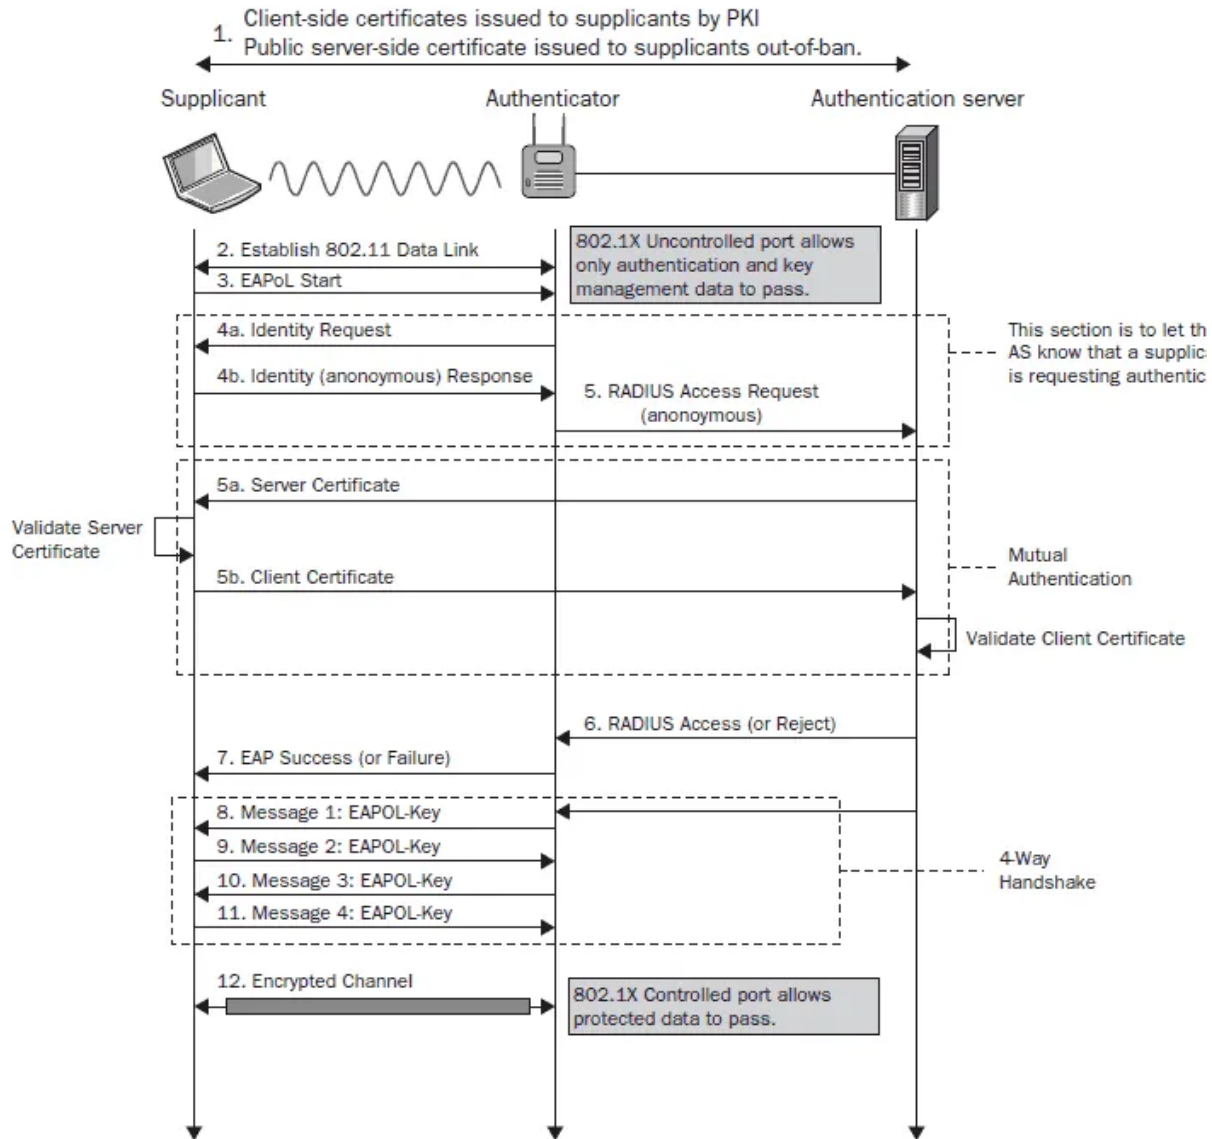 Client-side certificates issued to supplicants by PKI
1.
Public server-side certificate issued to supplicants out-of-ban.
Supplicant
Authenticator
Authentication server
2. Establish 802.11 Data Link
3. EAPoL Start
802.1X Uncontrolled port allows
only authentication and key
management data to pass.
4a. Identity Request
4b. Identity (anonoymous) Response
5. RADIUS Access Request
(anonoymous)
This section is to let th
AS know that a supplic
is requesting authentic
5a. Server Certificate
Validate Server
Certificate
5b. Client Certificate
Mutual
Authentication
Validate Client Certificate
6. RADIUS Access (or Reject)
7. EAP Success (or Failure)
8. Message 1: EAPOL-Key
9. Message 2: EAPOL-Key
10. Message 3: EAPOL-Key
11. Message 4: EAPOL-Key
4-Way
Handshake
12. Encrypted Channel
802.1X Controlled port allows
protected data to pass.